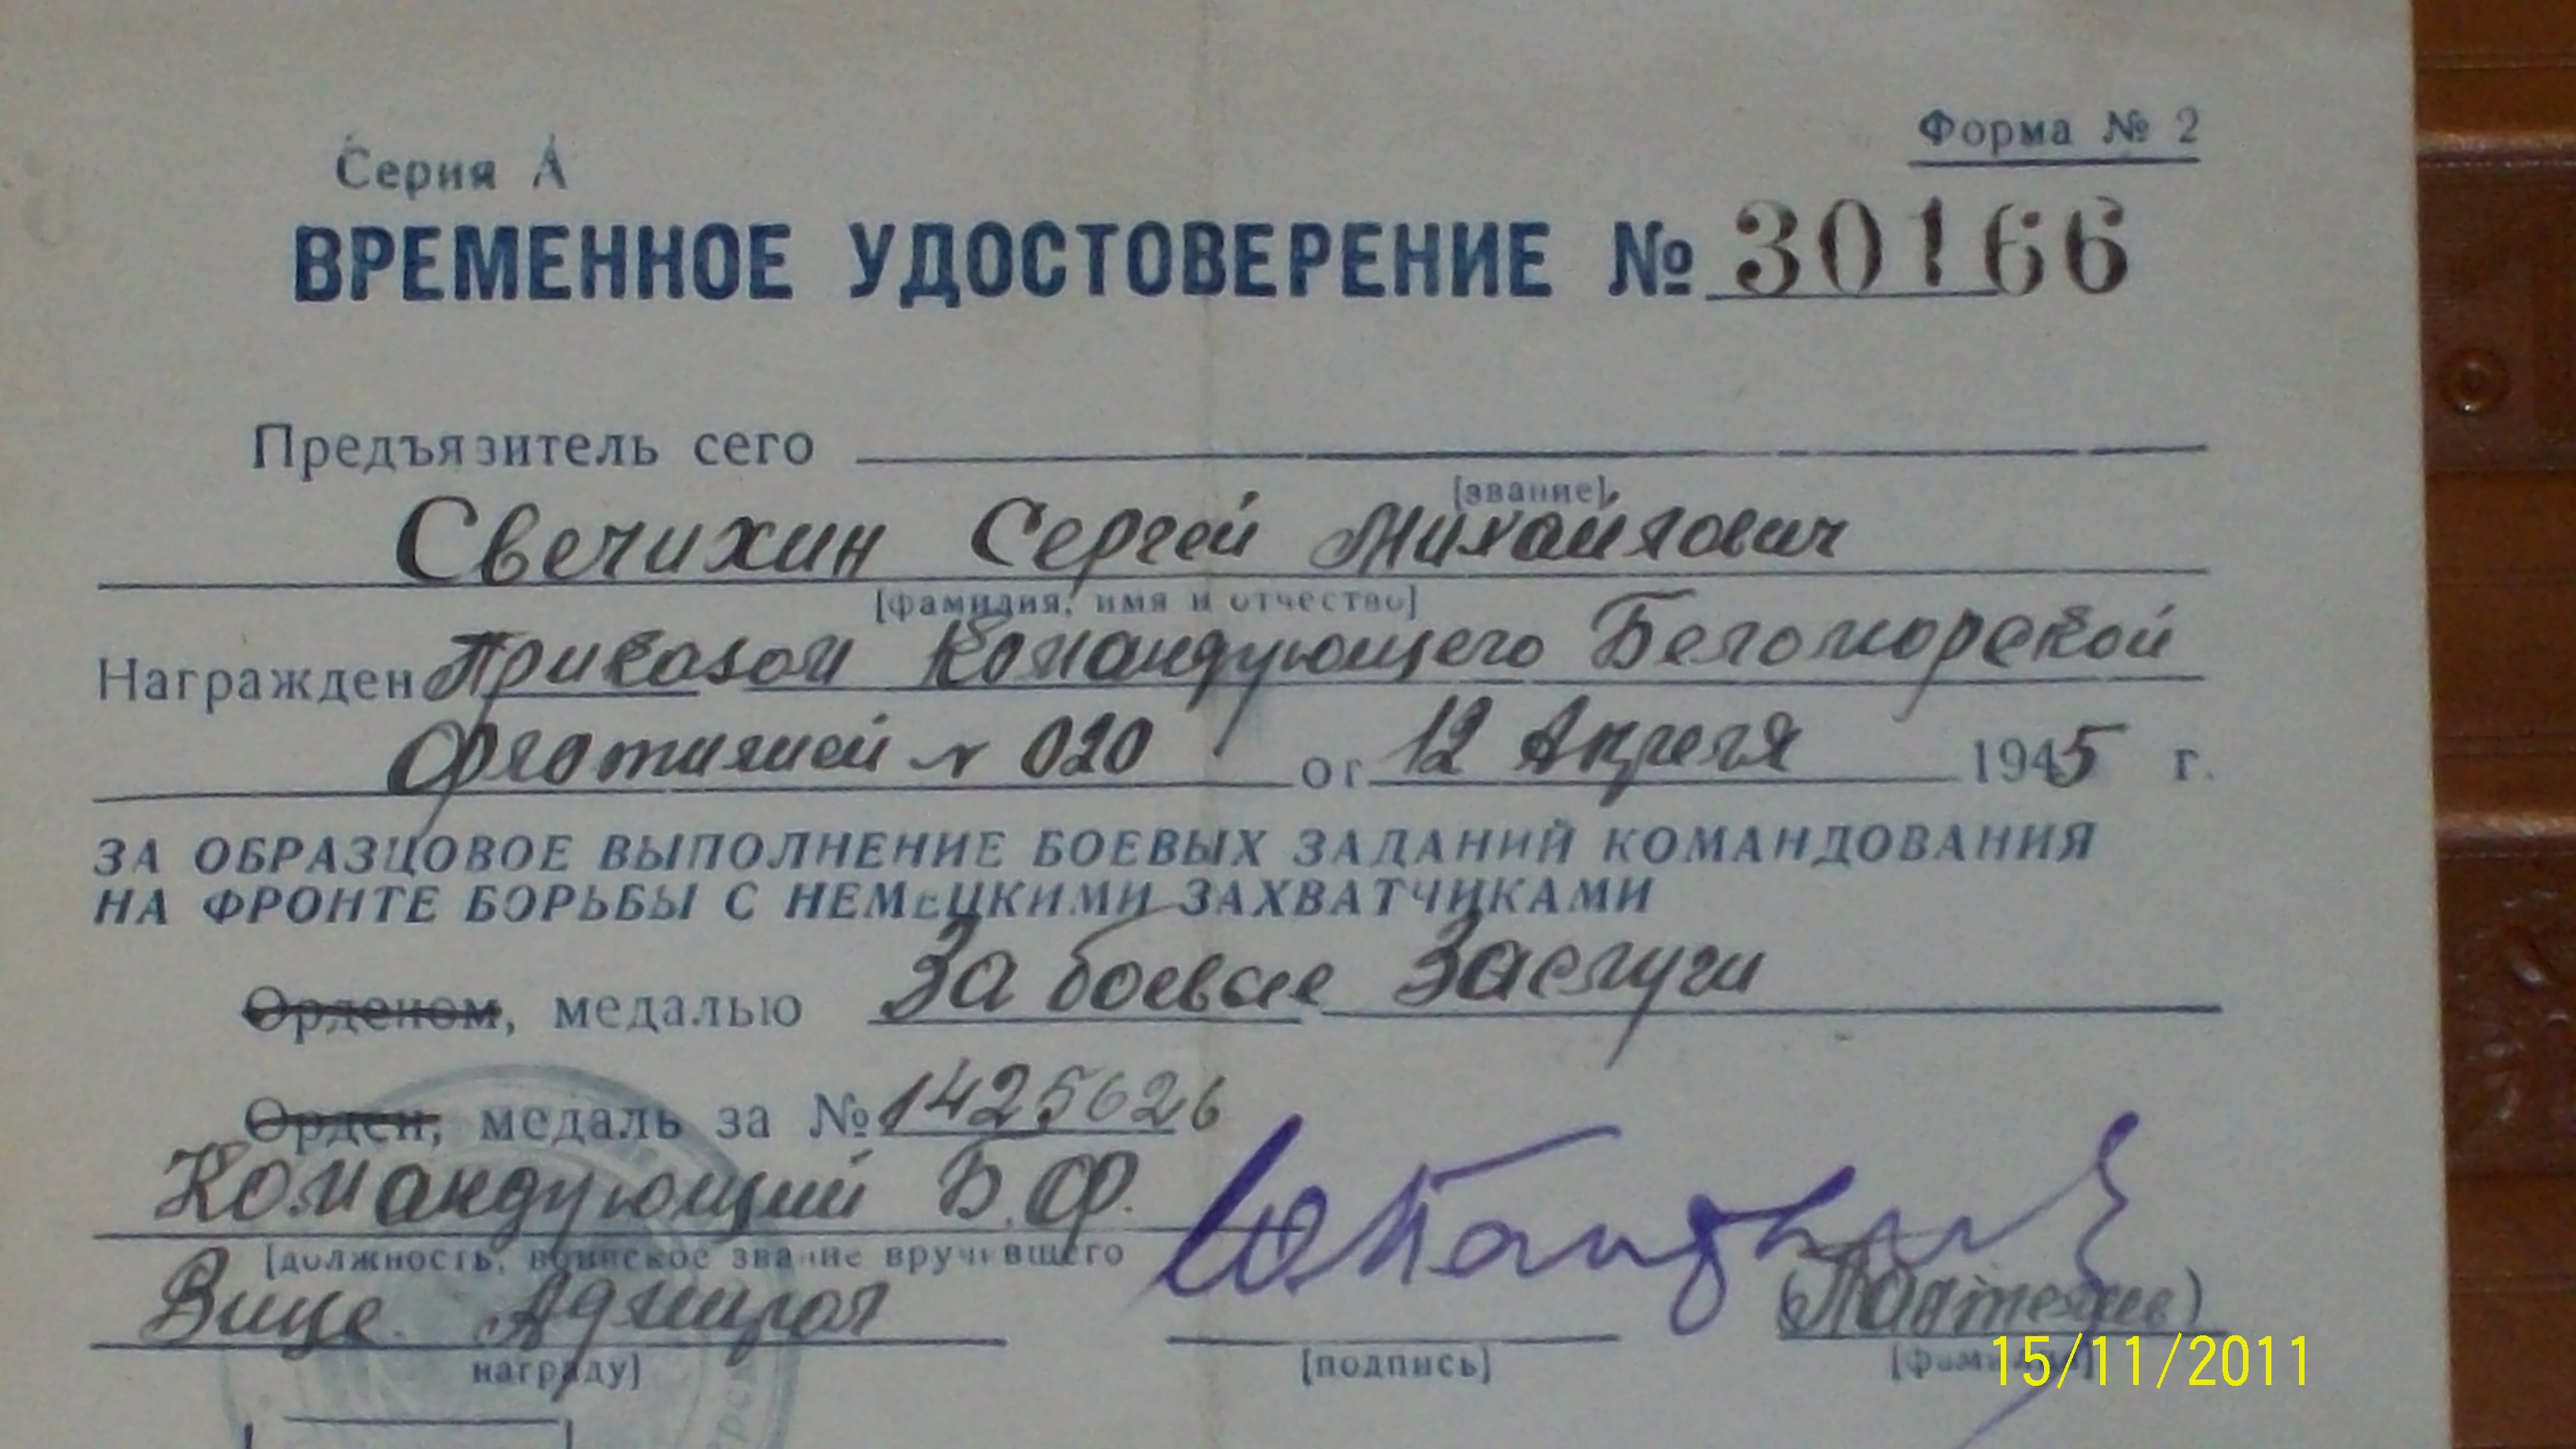 Форма № 2
Серия А
ВРЕМЕННОЕ УДОСТОВЕРЕНИЕ № 30166
Предъязитель сего
[звание]
Свечихин Сергей Михайлович
[фамилия, имя и отчество]
Награжден Приказом Командующего Беломорской
Флотилией № 020 от 12 Апреля 1945 г.
ЗА ОБРАЗЦОВОЕ ВЫПОЛНЕНИЕ БОЕВЫХ ЗАДАНИЙ КОМАНДОВАНИЯ
НА ФРОНТЕ БОРЬБЫ С НЕМЕЦКИМИ ЗАХВАТЧИКАМИ
Орденом, медалью За боевые Заслуги
Орден, медаль за № 1425626
Командующий Б.Ф.
[должность, воинское звание вручившего
Вице Адмирал (Пантелеев)
награду] [подпись] [фамилия]
15/11/2011